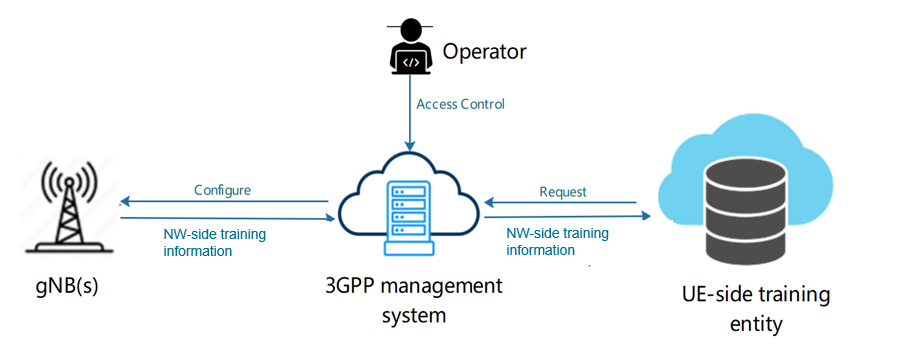 Operator
Access Control
Configure
Request
NW-side training
information
NW-side training
information
</>
gNB(s)
3GPP management
system
UE-side training
entity